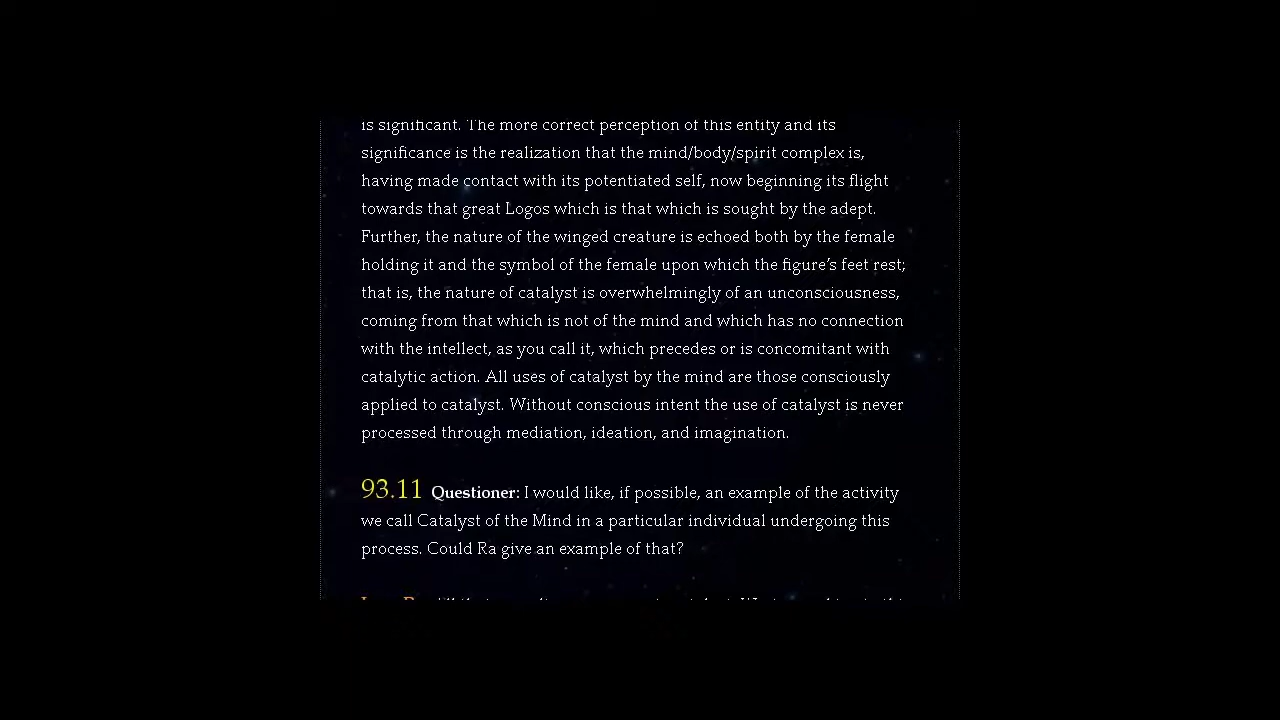 is significant. The more correct perception of this entity and its
significance is the realization that the mind/body/spirit complex is,
having made contact with its potentiated self, now beginning its flight
towards that great Logos which is that which is sought by the adept.
Further, the nature of the winged creature is echoed both by the female
holding it and the symbol of the female upon which the figure’s feet rest;
that is, the nature of catalyst is overwhelmingly of an unconsciousness,
coming from that which is not of the mind and which has no connection
with the intellect, as you call it, which precedes or is concomitant with
catalytic action. All uses of catalyst by the mind are those consciously
applied to catalyst. Without conscious intent the use of catalyst is never
processed through mediation, ideation, and imagination.
93.11 Questioner: I would like, if possible, an example of the activity
we call Catalyst of the Mind in a particular individual undergoing this
process. Could Ra give an example of that?